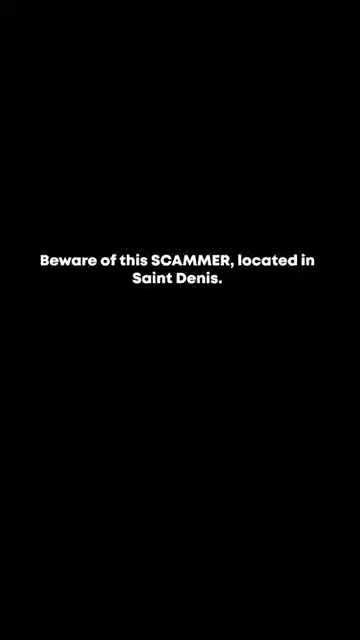 Beware of this SCAMMER, located in
Saint Denis.